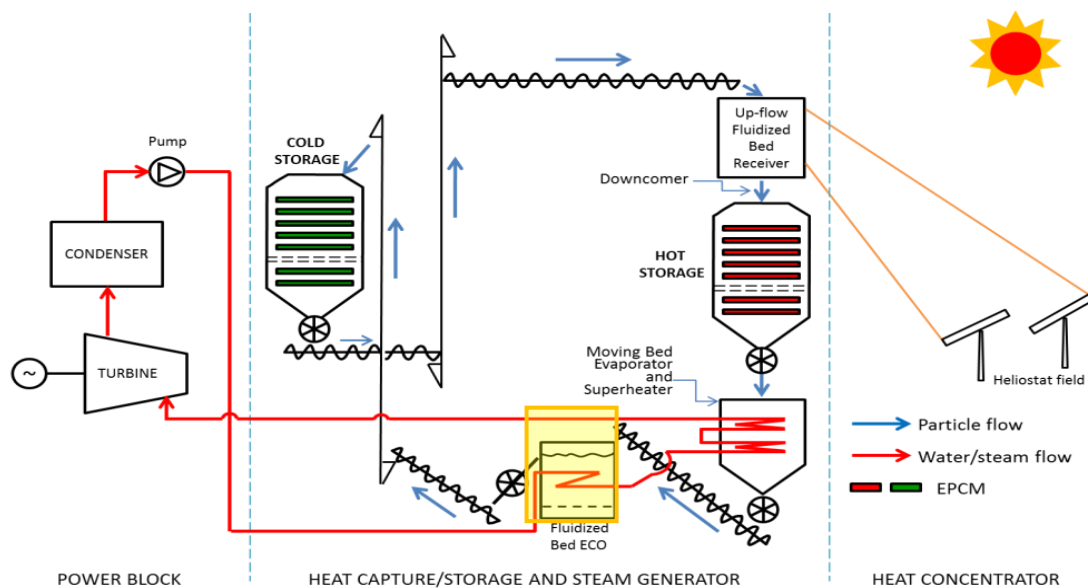 Pump
COLD
STORAGE
Up-flow
Fluidized
Bed
Receiver
Downcomer
CONDENSER
HOT
STORAGE
TURBINE
~
Moving Bed
Evaporator
and
Superheater
Heliostat field
Particle flow
Water/steam flow
EPCM
Fluidized
Bed ECO
POWER BLOCK
HEAT CAPTURE/STORAGE AND STEAM GENERATOR
HEAT CONCENTRATOR